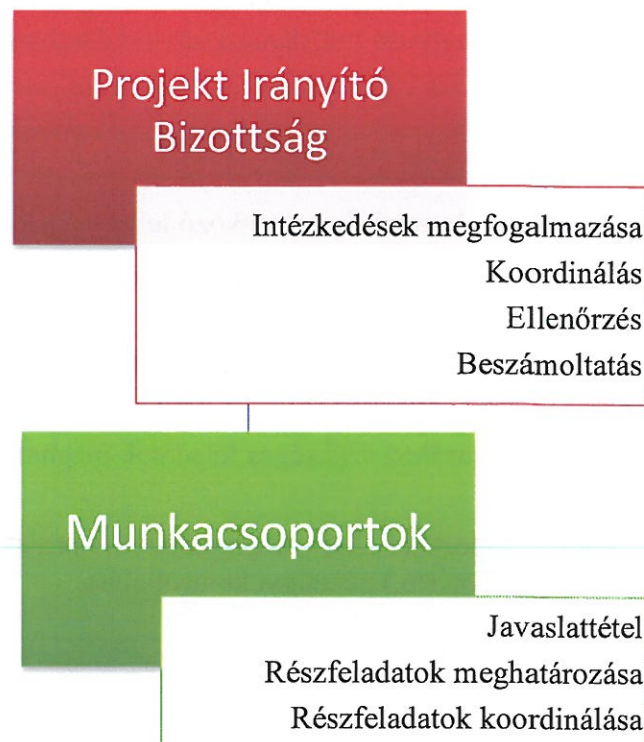 Projekt Irányító
Bizottság
Intézkedések megfogalmazása
Koordinálás
Ellenőrzés
Beszámoltatás
Munkacsoportok
Javaslattétel
Részfeladatok meghatározása
Részfeladatok koordinálása